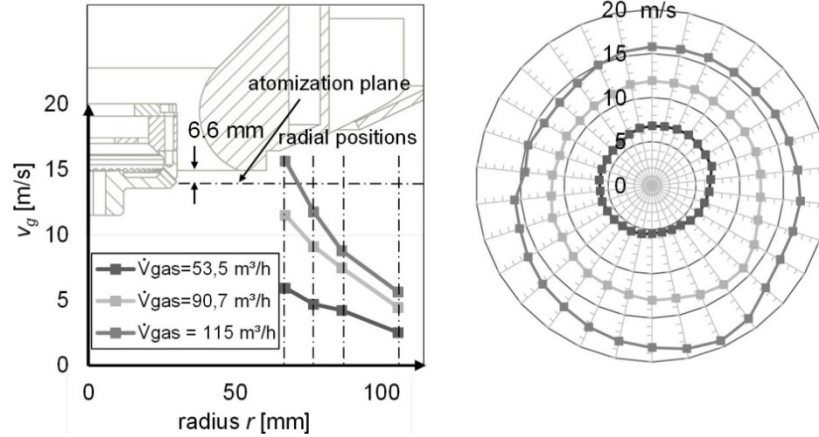 atomization plane
6.6 mm
radial positions
20
15
10
5
0
v_g [m/s]
V̇gas=53,5 m³/h
V̇gas=90,7 m³/h
V̇gas = 115 m³/h
0
50
100
radius r [mm]
20 m/s
15
10
5
0